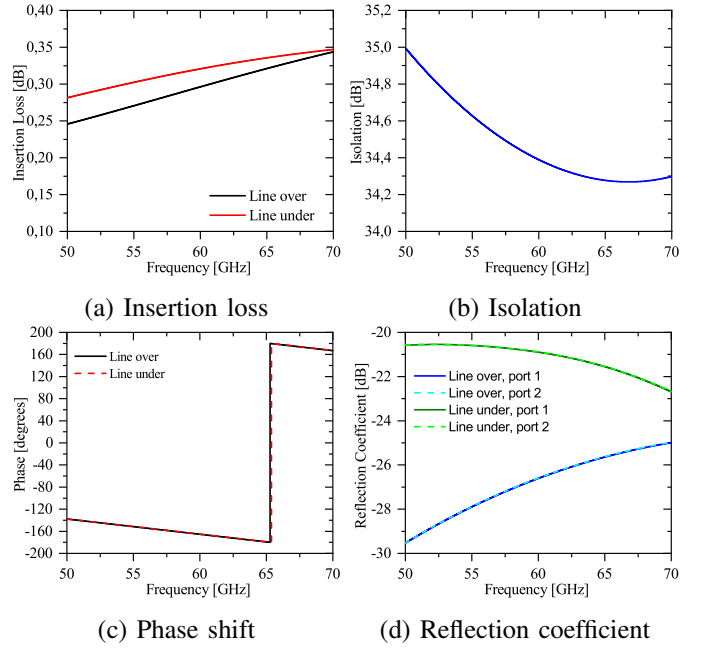 0,40
0,35
0,30
0,25
0,20
0,15
0,10
Insertion Loss [dB]
Line over
Line under
50 55 60 65 70
Frequency [GHz]
(a) Insertion loss
35,2
35,0
34,8
34,6
34,4
34,2
34,0
Isolation [dB]
50 55 60 65 70
Frequency [GHz]
(b) Isolation
200
160
120
80
40
0
-40
-80
-120
-160
-200
Phase [degrees]
Line over
Line under
50 55 60 65 70
Frequency [GHz]
(c) Phase shift
-20
-22
-24
-26
-28
-30
Reflection Coefficient [dB]
Line over, port 1
Line over, port 2
Line under, port 1
Line under, port 2
50 55 60 65 70
Frequency [GHz]
(d) Reflection coefficient